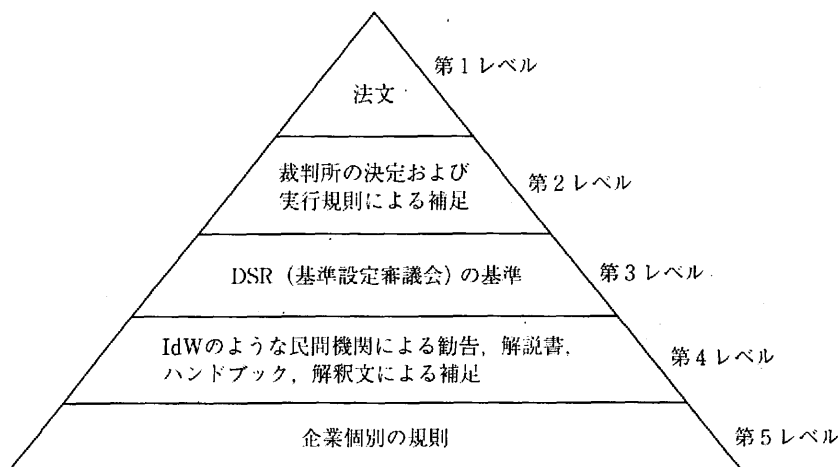 第1レベル
法文
裁判所の決定および
実行規則による補足
第2レベル
DSR（基準設定審議会）の基準
第3レベル
IdWのような民間機関による勧告，解説書，
ハンドブック，解釈文による補足
第4レベル
企業個別の規則
第5レベル